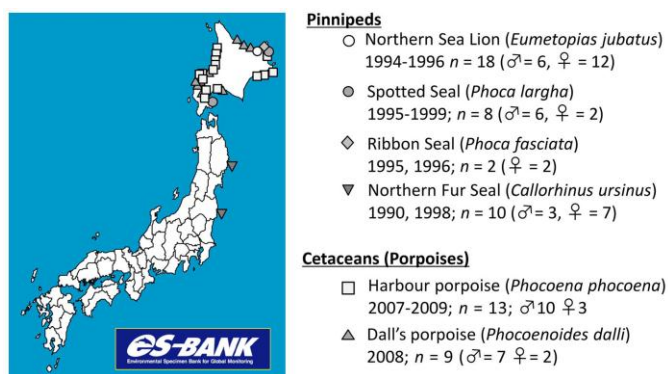 Pinnipeds
Northern Sea Lion (Eumetopias jubatus)
1994-1996 n = 18 (♂= 6, ♀ = 12)
Spotted Seal (Phoca largha)
1995-1999; n = 8 (♂= 6, ♀ = 2)
Ribbon Seal (Phoca fasciata)
1995, 1996; n = 2 (♀ = 2)
Northern Fur Seal (Callorhinus ursinus)
1990, 1998; n = 10 (♂= 3, ♀ = 7)
Cetaceans (Porpoises)
Harbour porpoise (Phocoena phocoena)
2007-2009; n = 13; ♂10 ♀3
Dall's porpoise (Phocoenoides dalli)
2008; n = 9 (♂= 7 ♀= 2)
es-BANK
Environmental Specimen Bank for Global Monitoring